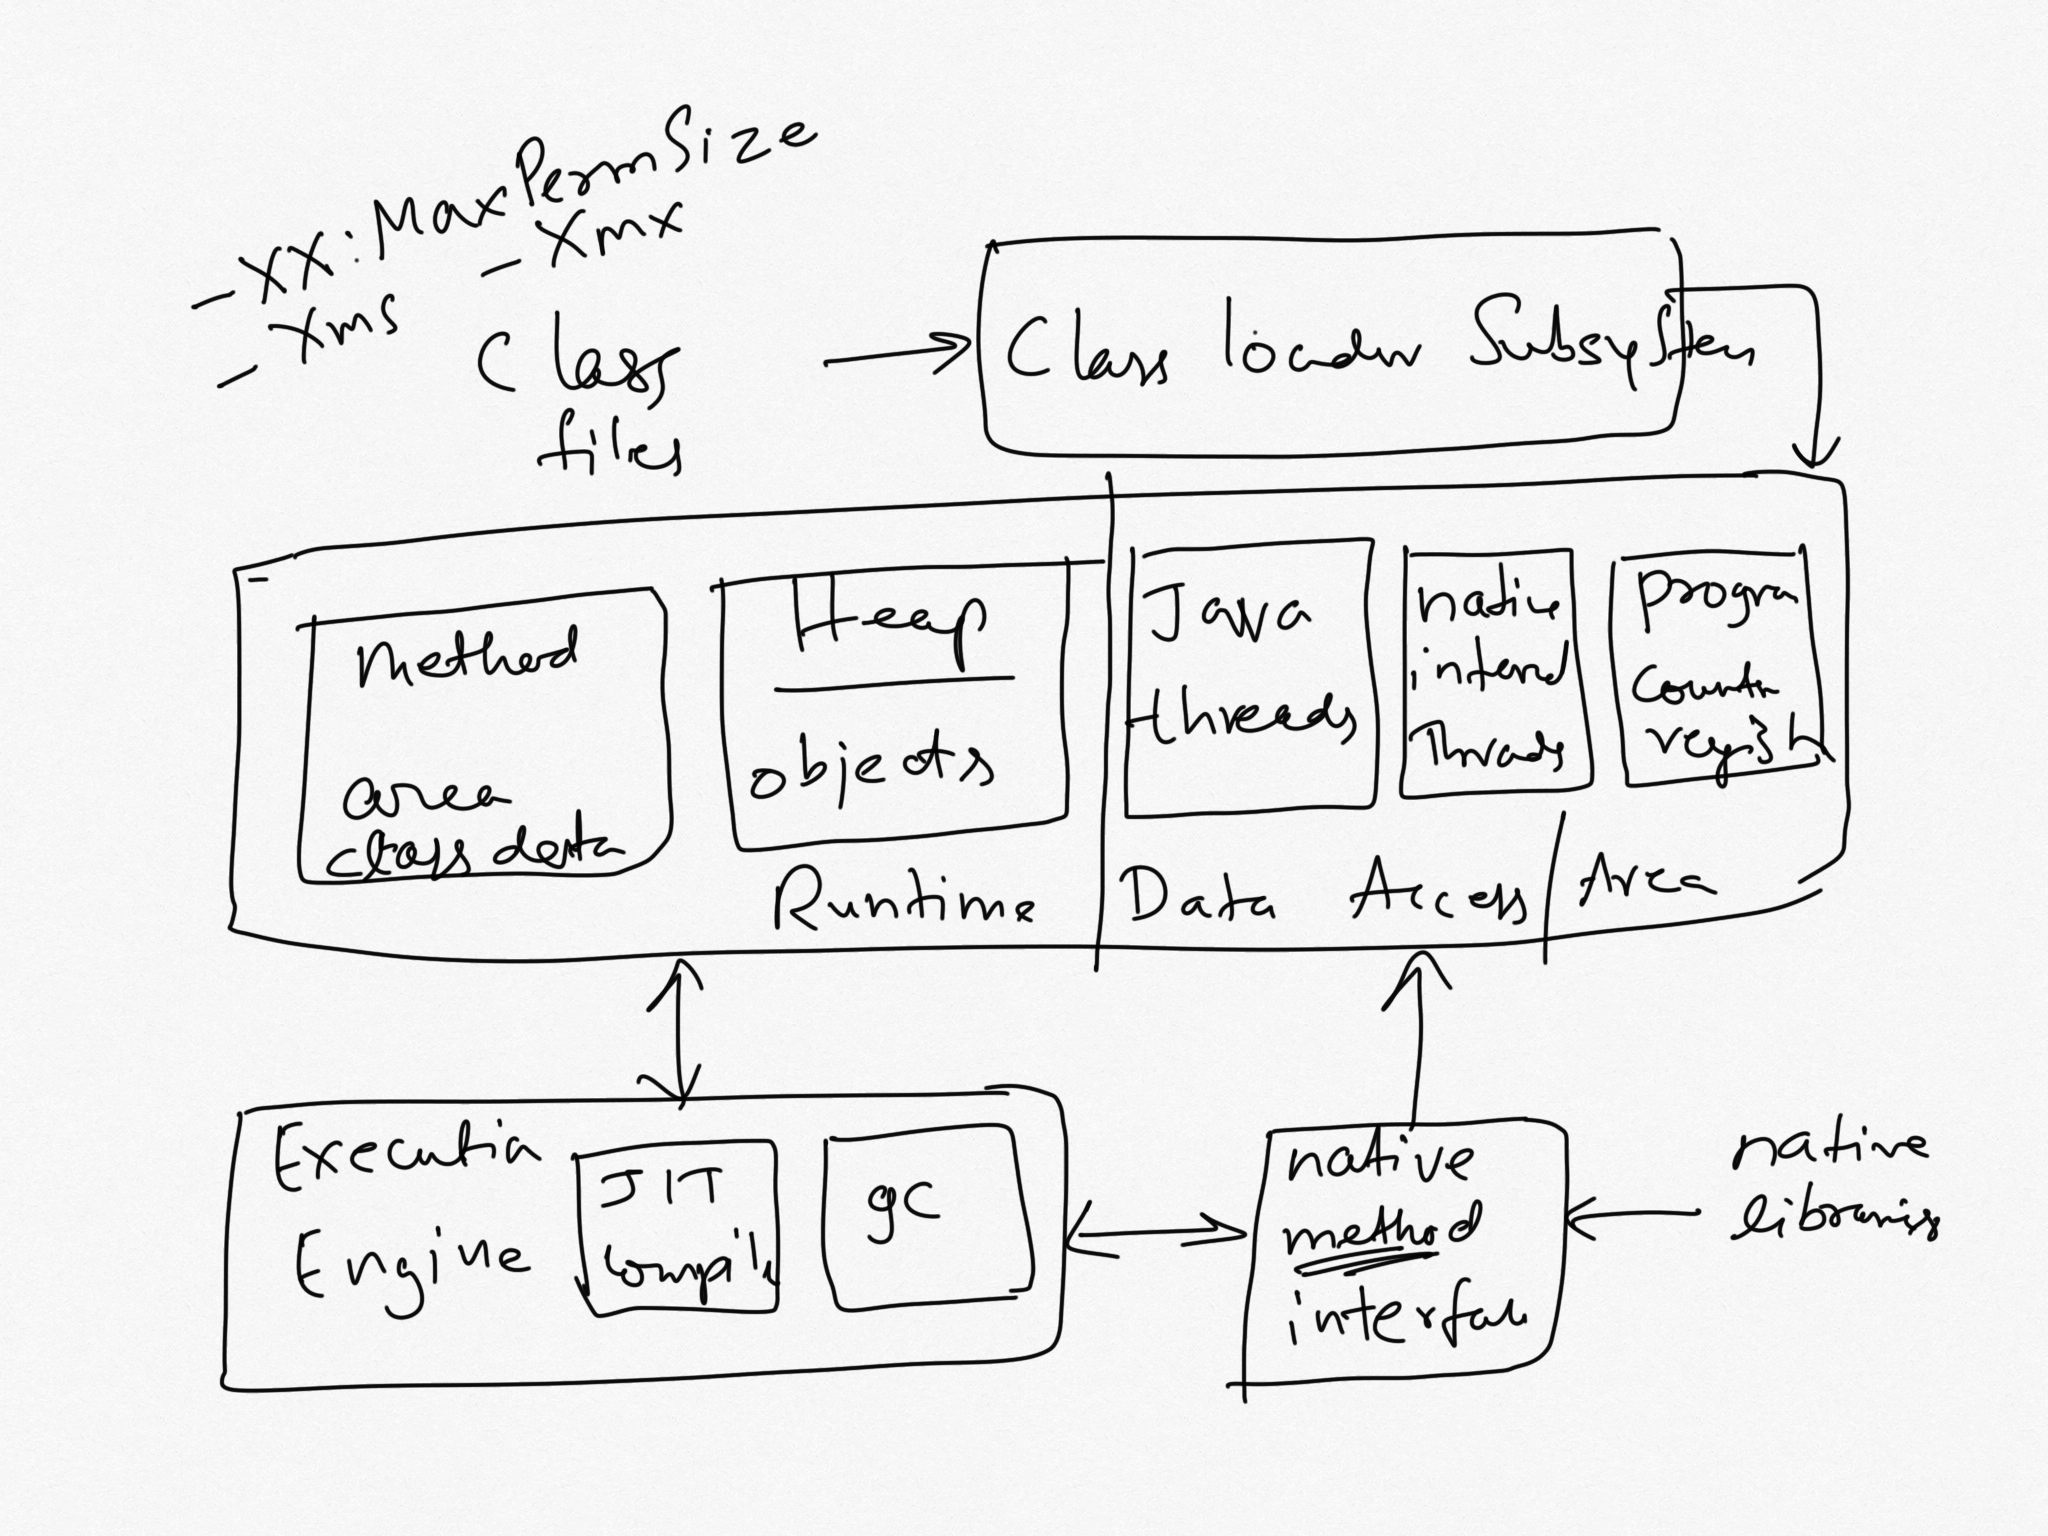 -XX:MaxPermSize
-Xms -Xmx
Class
files
Class loader Subsystem
method
area
class data
Heap
objects
Java
threads
native
internal
Threads
Program
Counter
register
Runtime Data Access Area
Execution
Engine
JIT
Compile
gc
native
method
interface
native
libraries